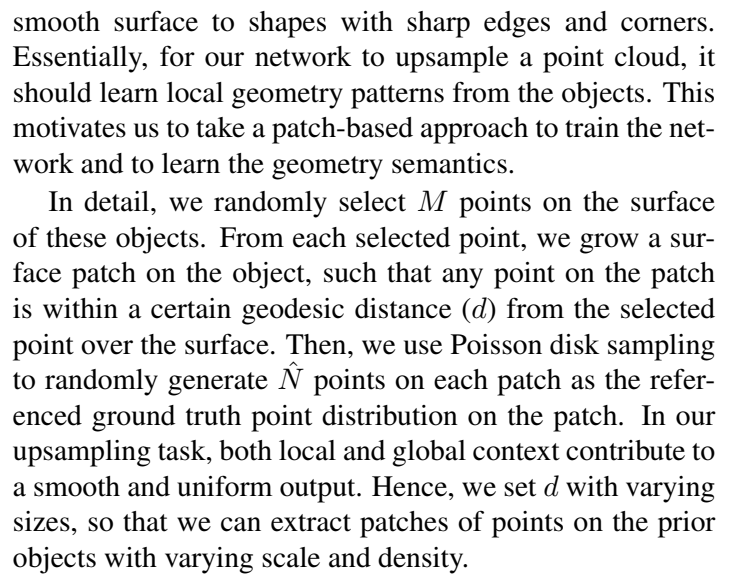 smooth surface to shapes with sharp edges and corners.
Essentially, for our network to upsample a point cloud, it
should learn local geometry patterns from the objects. This
motivates us to take a patch-based approach to train the net-
work and to learn the geometry semantics.
In detail, we randomly select M points on the surface
of these objects. From each selected point, we grow a sur-
face patch on the object, such that any point on the patch
is within a certain geodesic distance (d) from the selected
point over the surface. Then, we use Poisson disk sampling
to randomly generate N̂ points on each patch as the refer-
enced ground truth point distribution on the patch. In our
upsampling task, both local and global context contribute to
a smooth and uniform output. Hence, we set d with varying
sizes, so that we can extract patches of points on the prior
objects with varying scale and density.